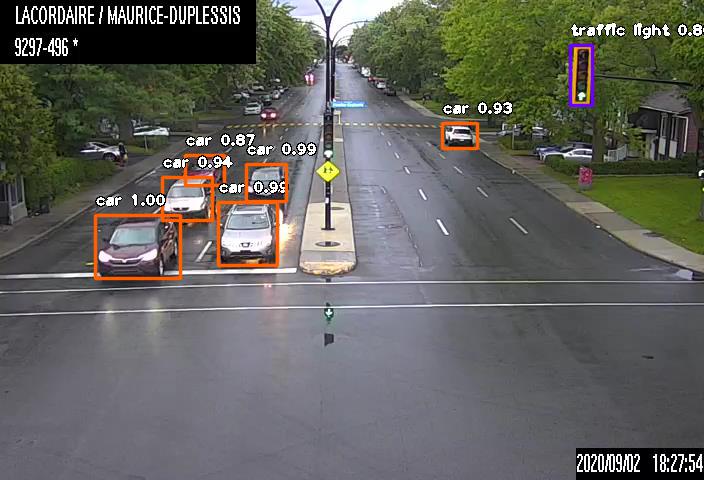 LACORDAIRE / MAURICE-DUPLESSIS
9297-496 *
traffic light 0.8
car 0.93
car 0.87
car 0.99
car 0.94
car 0.99
car 1.00
2020/09/02 18:27:54